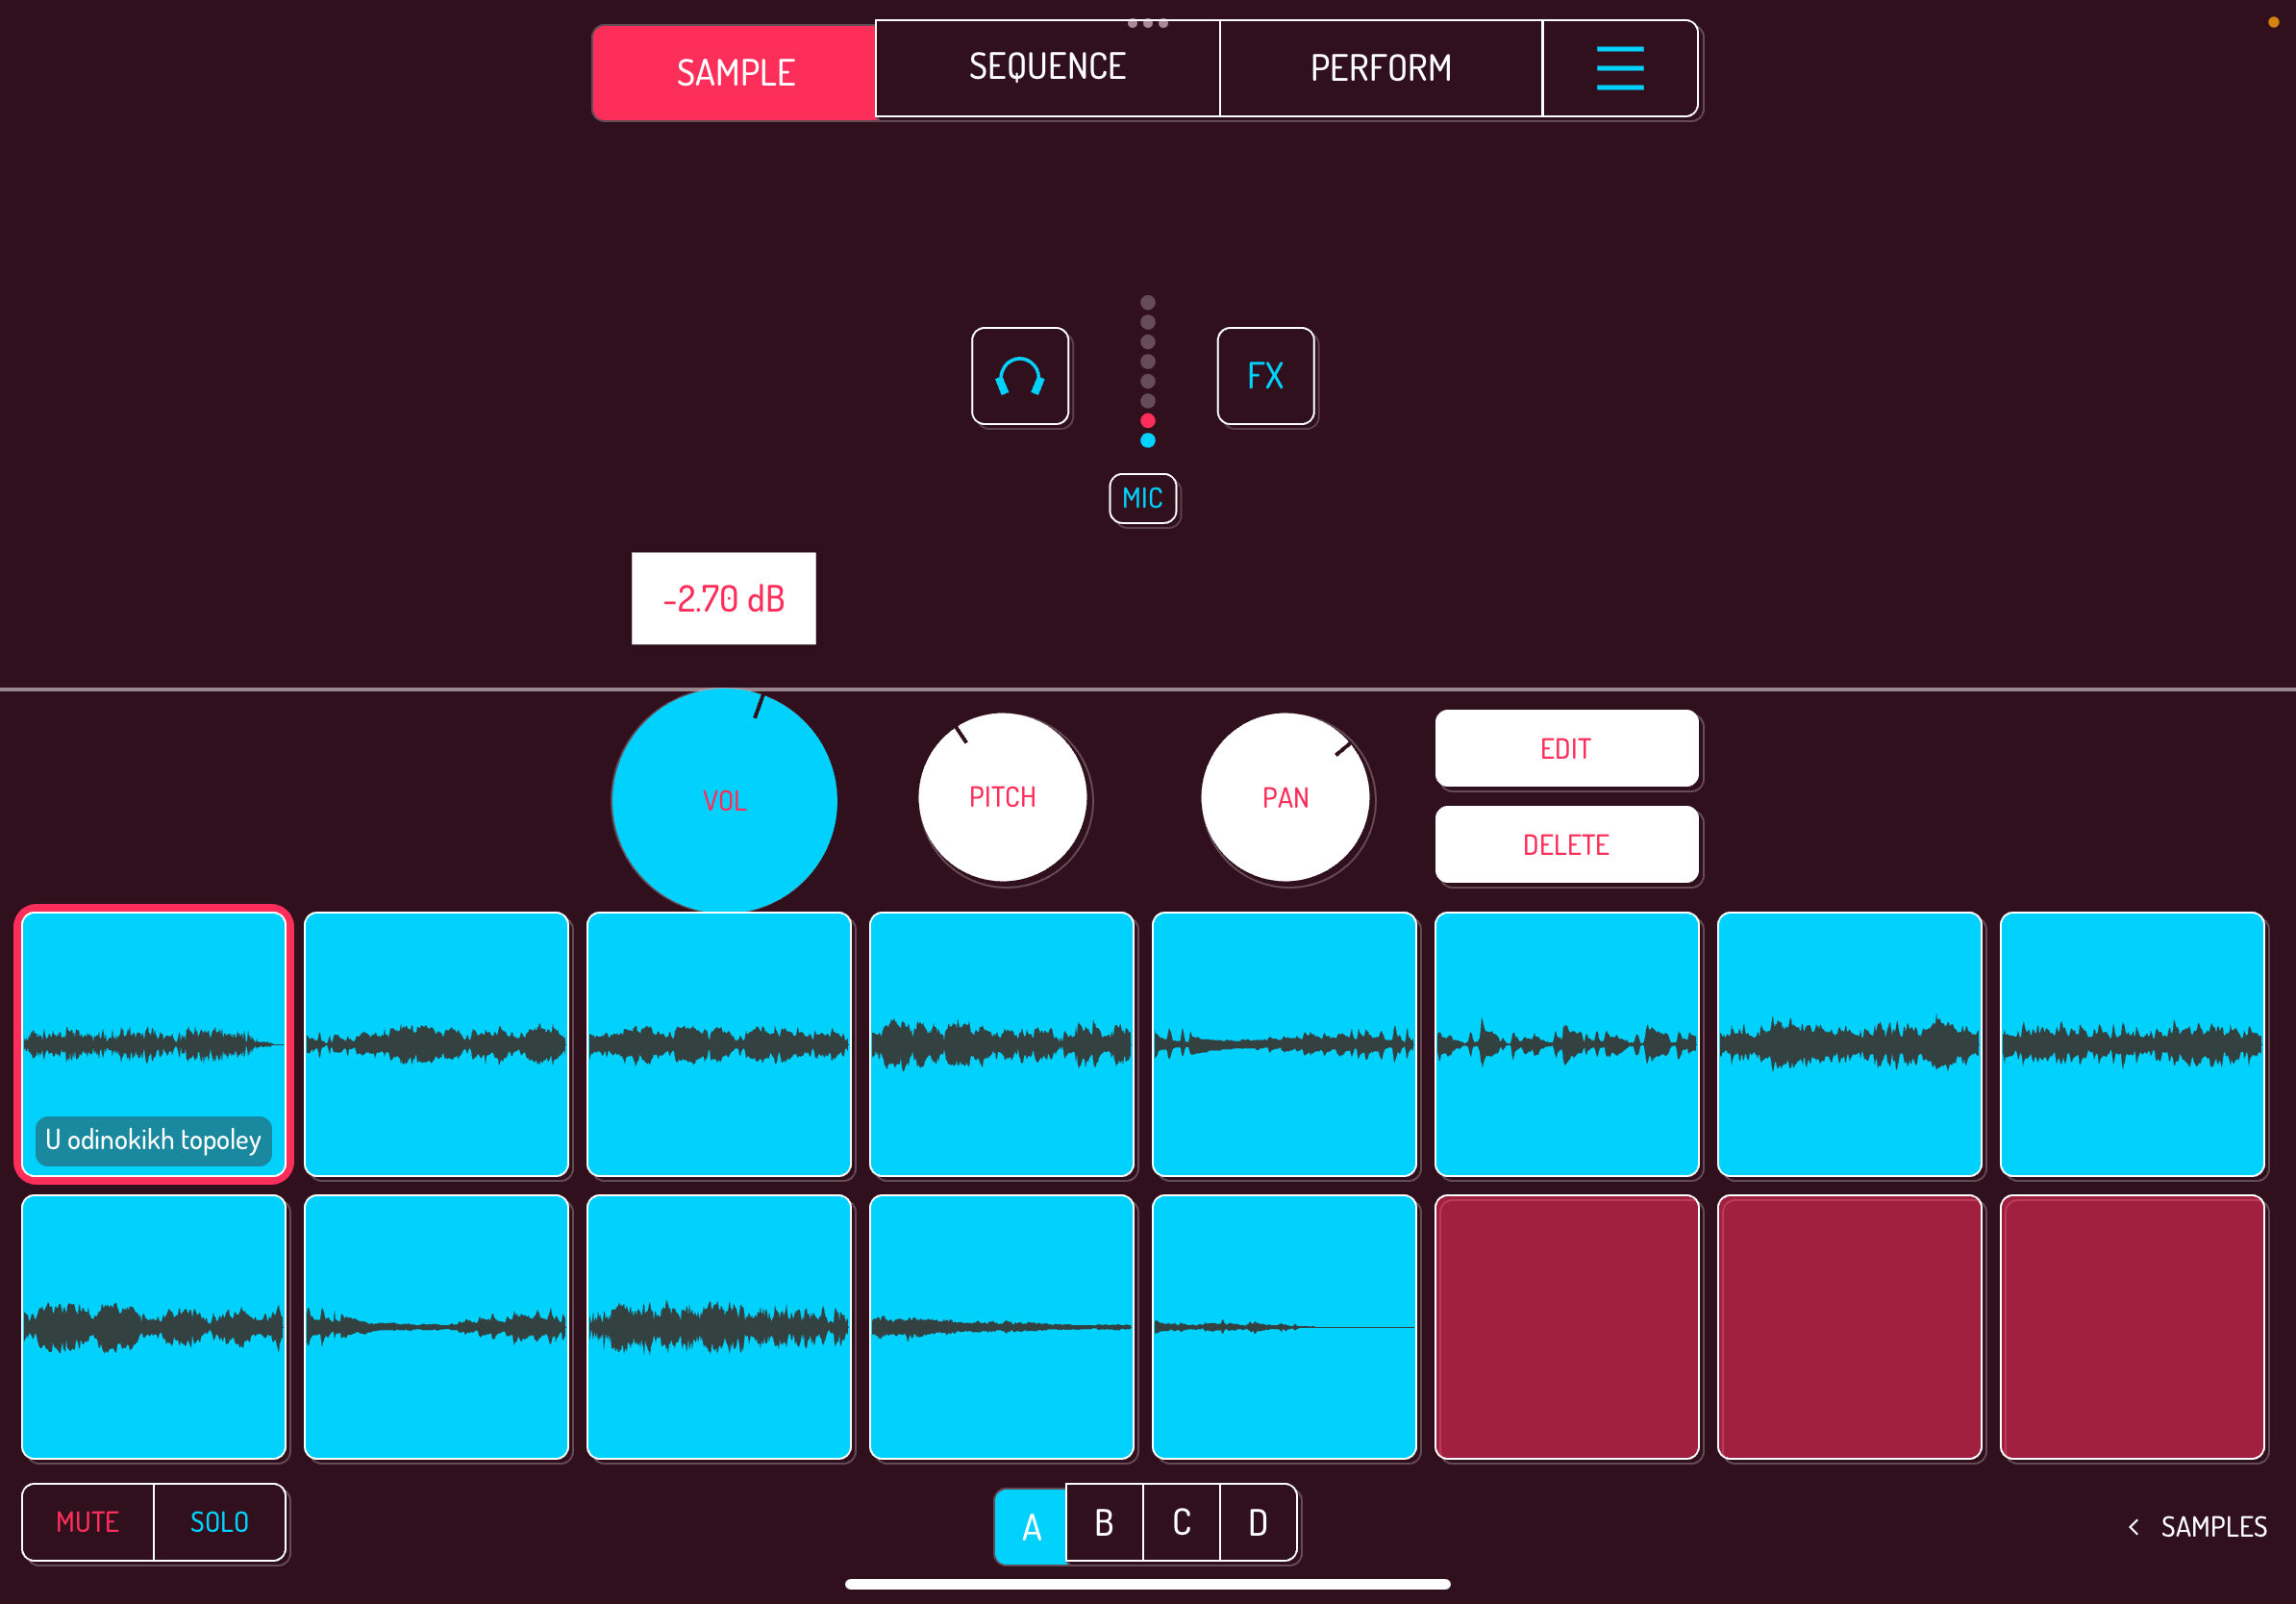 SAMPLE
SEQUENCE
PERFORM
FX
MIC
-2.70 dB
VOL
PITCH
PAN
EDIT
DELETE
U odinokikh topoley
MUTE
SOLO
A
B
C
D
< SAMPLES